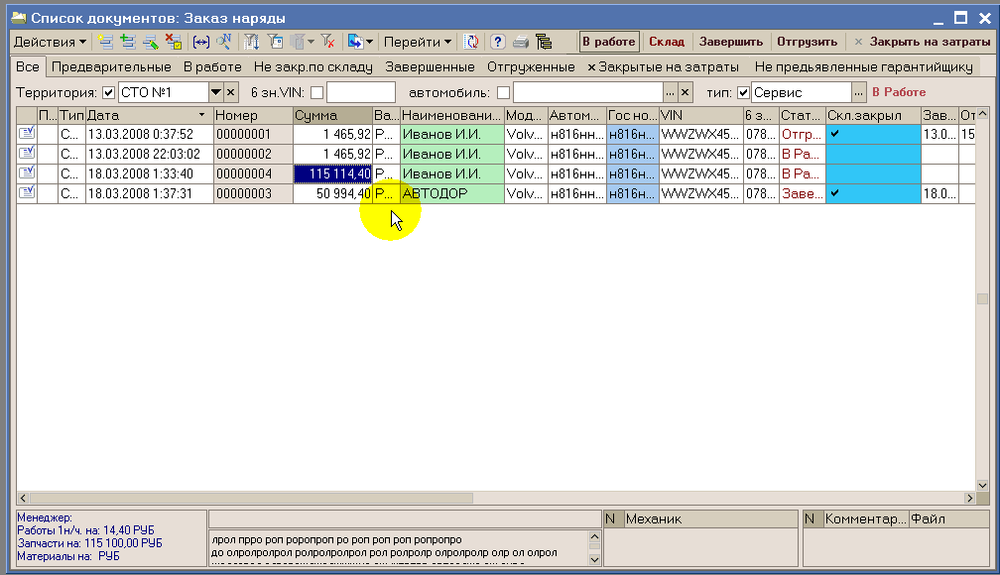 Список документов: Заказ наряды
Действия Перейти В работе Склад Завершить Отгрузить × Закрыть на затраты
Все Предварительные В работе Не закр.по складу Завершенные Отгруженные × Закрытые на затраты Не предьявленные гарантийщику
Территория: СТО №1 × 6 зн.VIN: автомобиль: ... × тип: Сервис ... В Работе
П... Тип Дата Номер Сумма Ва... Наименовани... Мод... Автом... Гос но... VIN 6 з... Стат... Скл.закрыл Зав... От
С... 13.03.2008 0:37:52 00000001 1 465,92 Р... Иванов И.И. Volv... н816нн... н816н... WWZWX45... 078... Отгр... ✔ 13.0... 15
С... 13.03.2008 22:03:02 00000002 1 465,92 Р... Иванов И.И. Volv... н816нн... н816н... WWZWX45... 078... В Ра...
С... 18.03.2008 1:33:40 00000004 115 114,40 Р... Иванов И.И. Volv... н816нн... н816н... WWZWX45... 078... В Ра...
С... 18.03.2008 1:37:31 00000003 50 994,40 Р... АВТОДОР Volv... н816нн... н816н... WWZWX45... 078... Заве... ✔ 18.0...
Менеджер:
Работы 1н/ч. на: 14,40 РУБ
Запчасти на: 115 100,00 РУБ
Материалы на: РУБ
лрол прро роп роропроп ро роп роп роп ропропро
до олролролрол ролролролрол рол ролролр олролролр олр ол олрол
N Механик
N Комментар... Файл